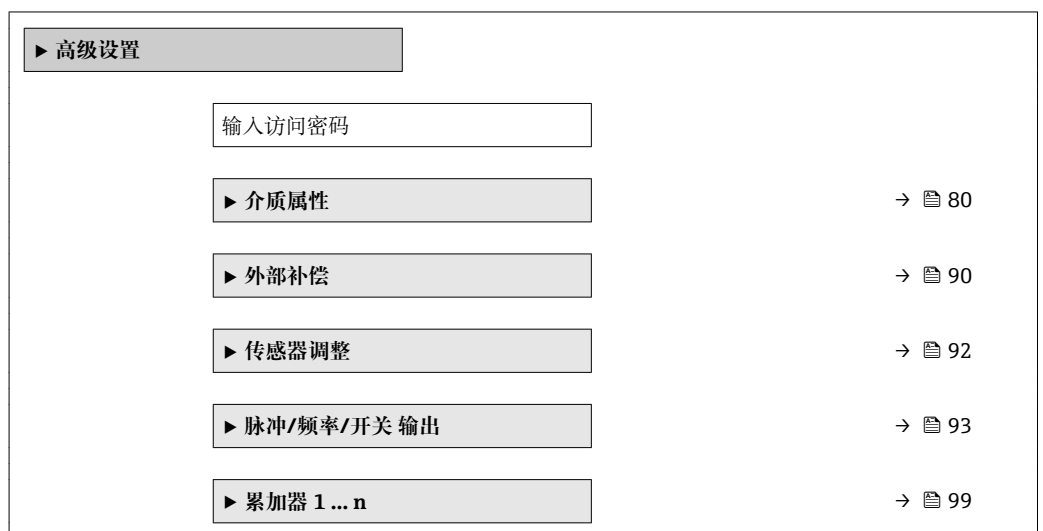 ▶ 高级设置
输入访问密码
▶ 介质属性 → 80
▶ 外部补偿 → 90
▶ 传感器调整 → 92
▶ 脉冲/频率/开关 输出 → 93
▶ 累加器 1 ... n → 99